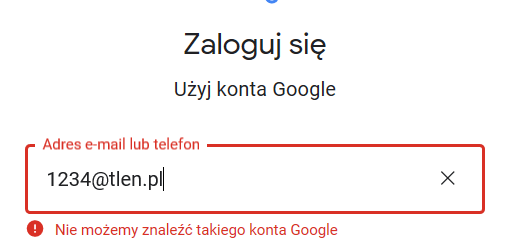 Zaloguj się
Użyj konta Google
Adres e-mail lub telefon
1234@tlen.pl
Nie możemy znaleźć takiego konta Google